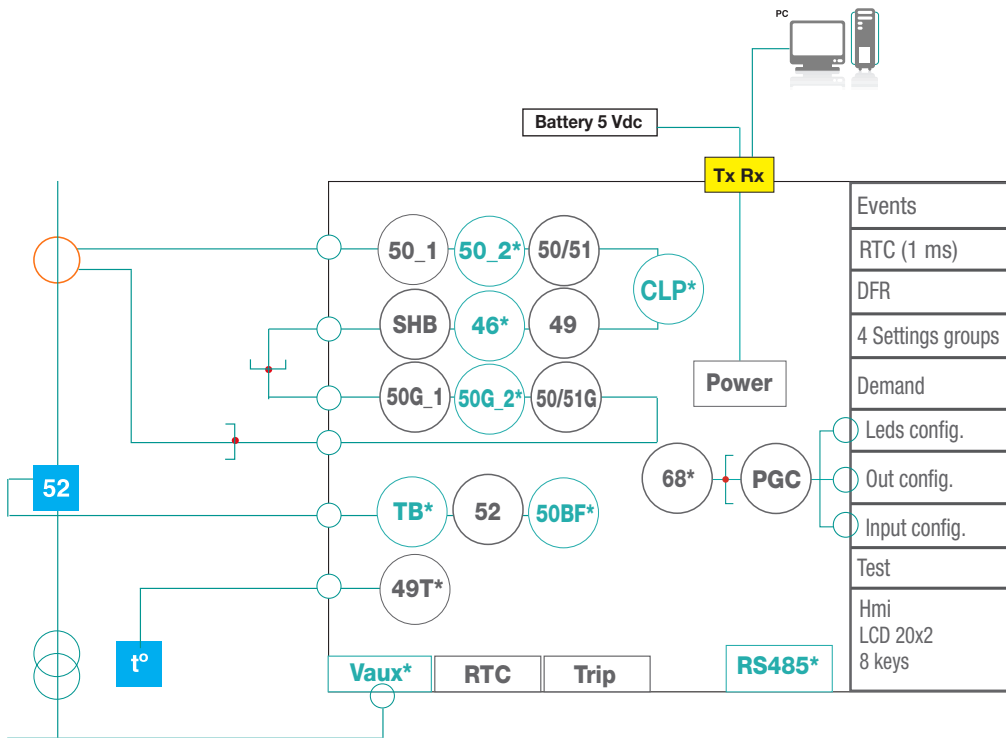 PC
Battery 5 Vdc
Tx Rx
Events
50_1
50_2*
50/51
RTC (1 ms)
CLP*
DFR
SHB
46*
49
4 Settings groups
50G_1
50G_2*
50/51G
Power
Demand
Leds config.
68*
PGC
Out config.
52
TB*
52
50BF*
Input config.
49T*
Test
Hmi
LCD 20x2
8 keys
tº
Vaux*
RTC
Trip
RS485*